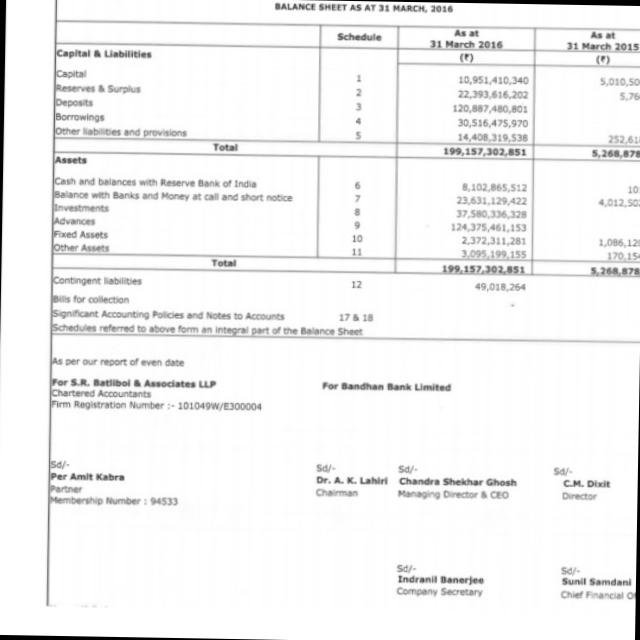 BALANCE SHEET AS AT 31 MARCH, 2016
Schedule As at 31 March 2016 As at 31 March 2015
Capital & Liabilities (₹) (₹)
Capital 1 10,951,410,340 5,010,50
Reserves & Surplus 2 22,393,616,202 5,76
Deposits 3 120,887,480,801
Borrowings 4 30,516,475,970
Other liabilities and provisions 5 14,408,319,538 252,61
Total 199,157,302,851 5,268,878
Assets
Cash and balances with Reserve Bank of India 6 8,102,865,512 10
Balance with Banks and Money at call and short notice 7 23,631,129,422 4,012,50
Investments 8 37,580,336,328
Advances 9 124,375,461,153
Fixed Assets 10 2,372,311,281 1,086,12
Other Assets 11 3,095,199,155 170,154
Total 199,157,302,851 5,268,878
Contingent liabilities 12 49,018,264
Bills for collection -
Significant Accounting Policies and Notes to Accounts 17 & 18
Schedules referred to above form an integral part of the Balance Sheet
As per our report of even date
For S.R. Batliboi & Associates LLP For Bandhan Bank Limited
Chartered Accountants
Firm Registration Number :- 101049W/E300004
Sd/- Sd/- Sd/- Sd/-
Per Amit Kabra Dr. A. K. Lahiri Chandra Shekhar Ghosh C.M. Dixit
Partner Chairman Managing Director & CEO Director
Membership Number : 94533
Sd/- Sd/-
Indranil Banerjee Sunil Samdani
Company Secretary Chief Financial O